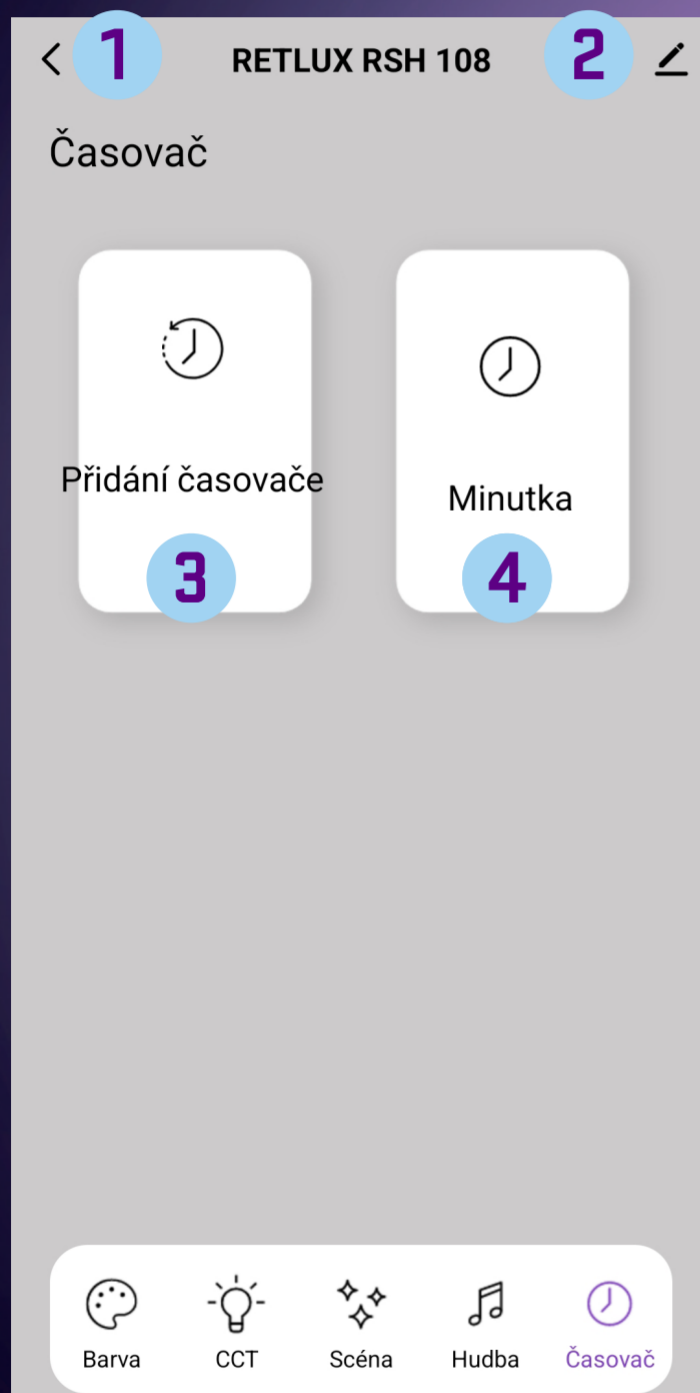 1 RETLUX RSH 108 2
Časovač
Přidání časovače
Minutka
3 4
Barva CCT Scéna Hudba Časovač